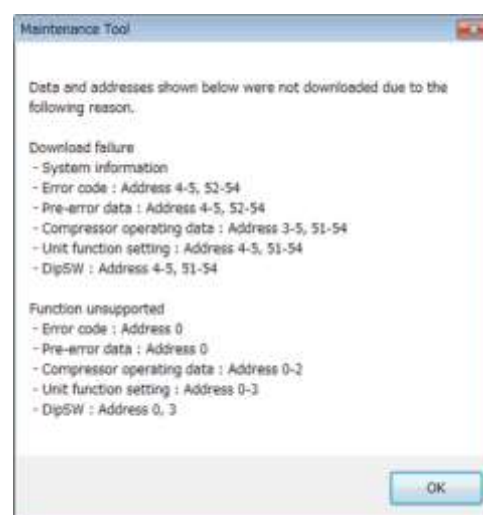 Maintenance Tool
Data and addresses shown below were not downloaded due to the
following reason.
Download failure
- System information
- Error code : Address 4-5, 52-54
- Pre-error data : Address 4-5, 52-54
- Compressor operating data : Address 3-5, 51-54
- Unit function setting : Address 4-5, 51-54
- DipSW : Address 4-5, 51-54
Function unsupported
- Error code : Address 0
- Pre-error data : Address 0
- Compressor operating data : Address 0-2
- Unit function setting : Address 0-3
- DipSW : Address 0, 3
OK